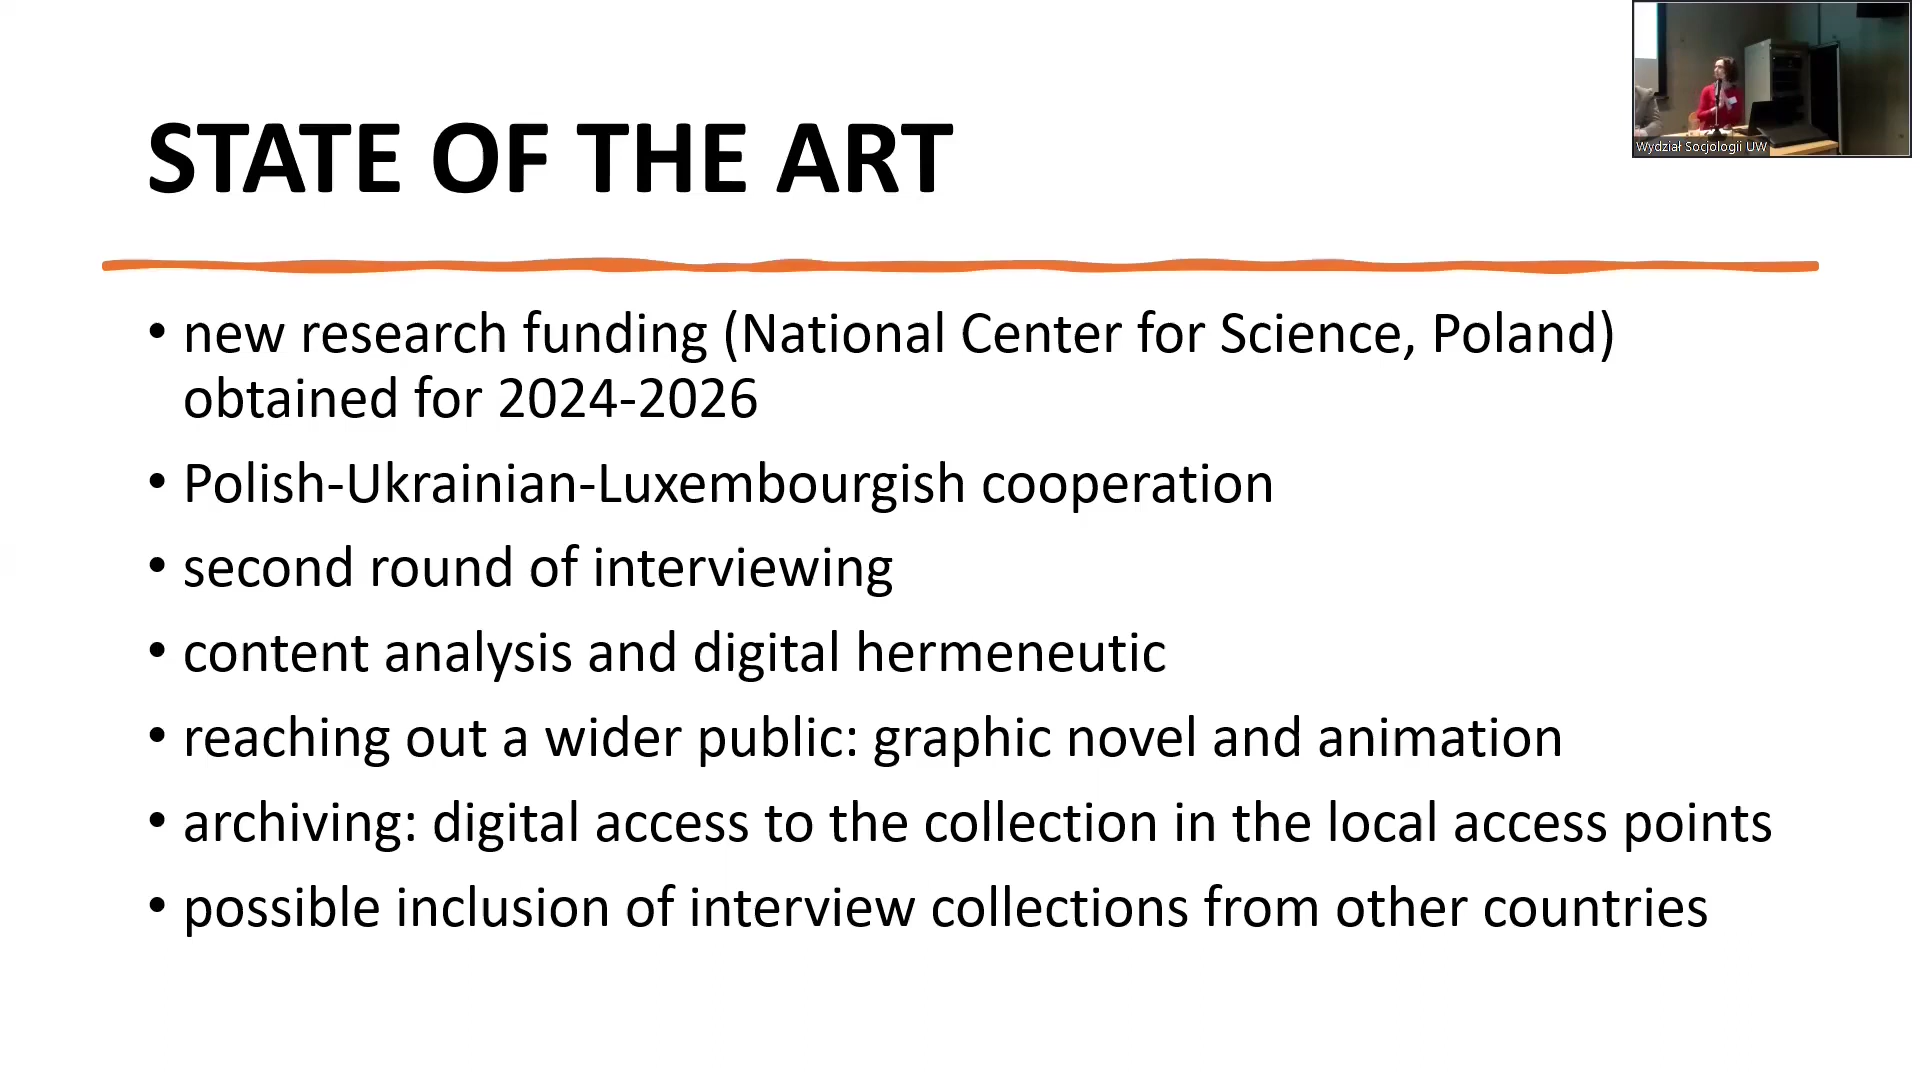 STATE OF THE ART
Wydział Socjologii UW
• new research funding (National Center for Science, Poland)
obtained for 2024-2026
• Polish-Ukrainian-Luxembourgish cooperation
• second round of interviewing
• content analysis and digital hermeneutic
• reaching out a wider public: graphic novel and animation
• archiving: digital access to the collection in the local access points
• possible inclusion of interview collections from other countries